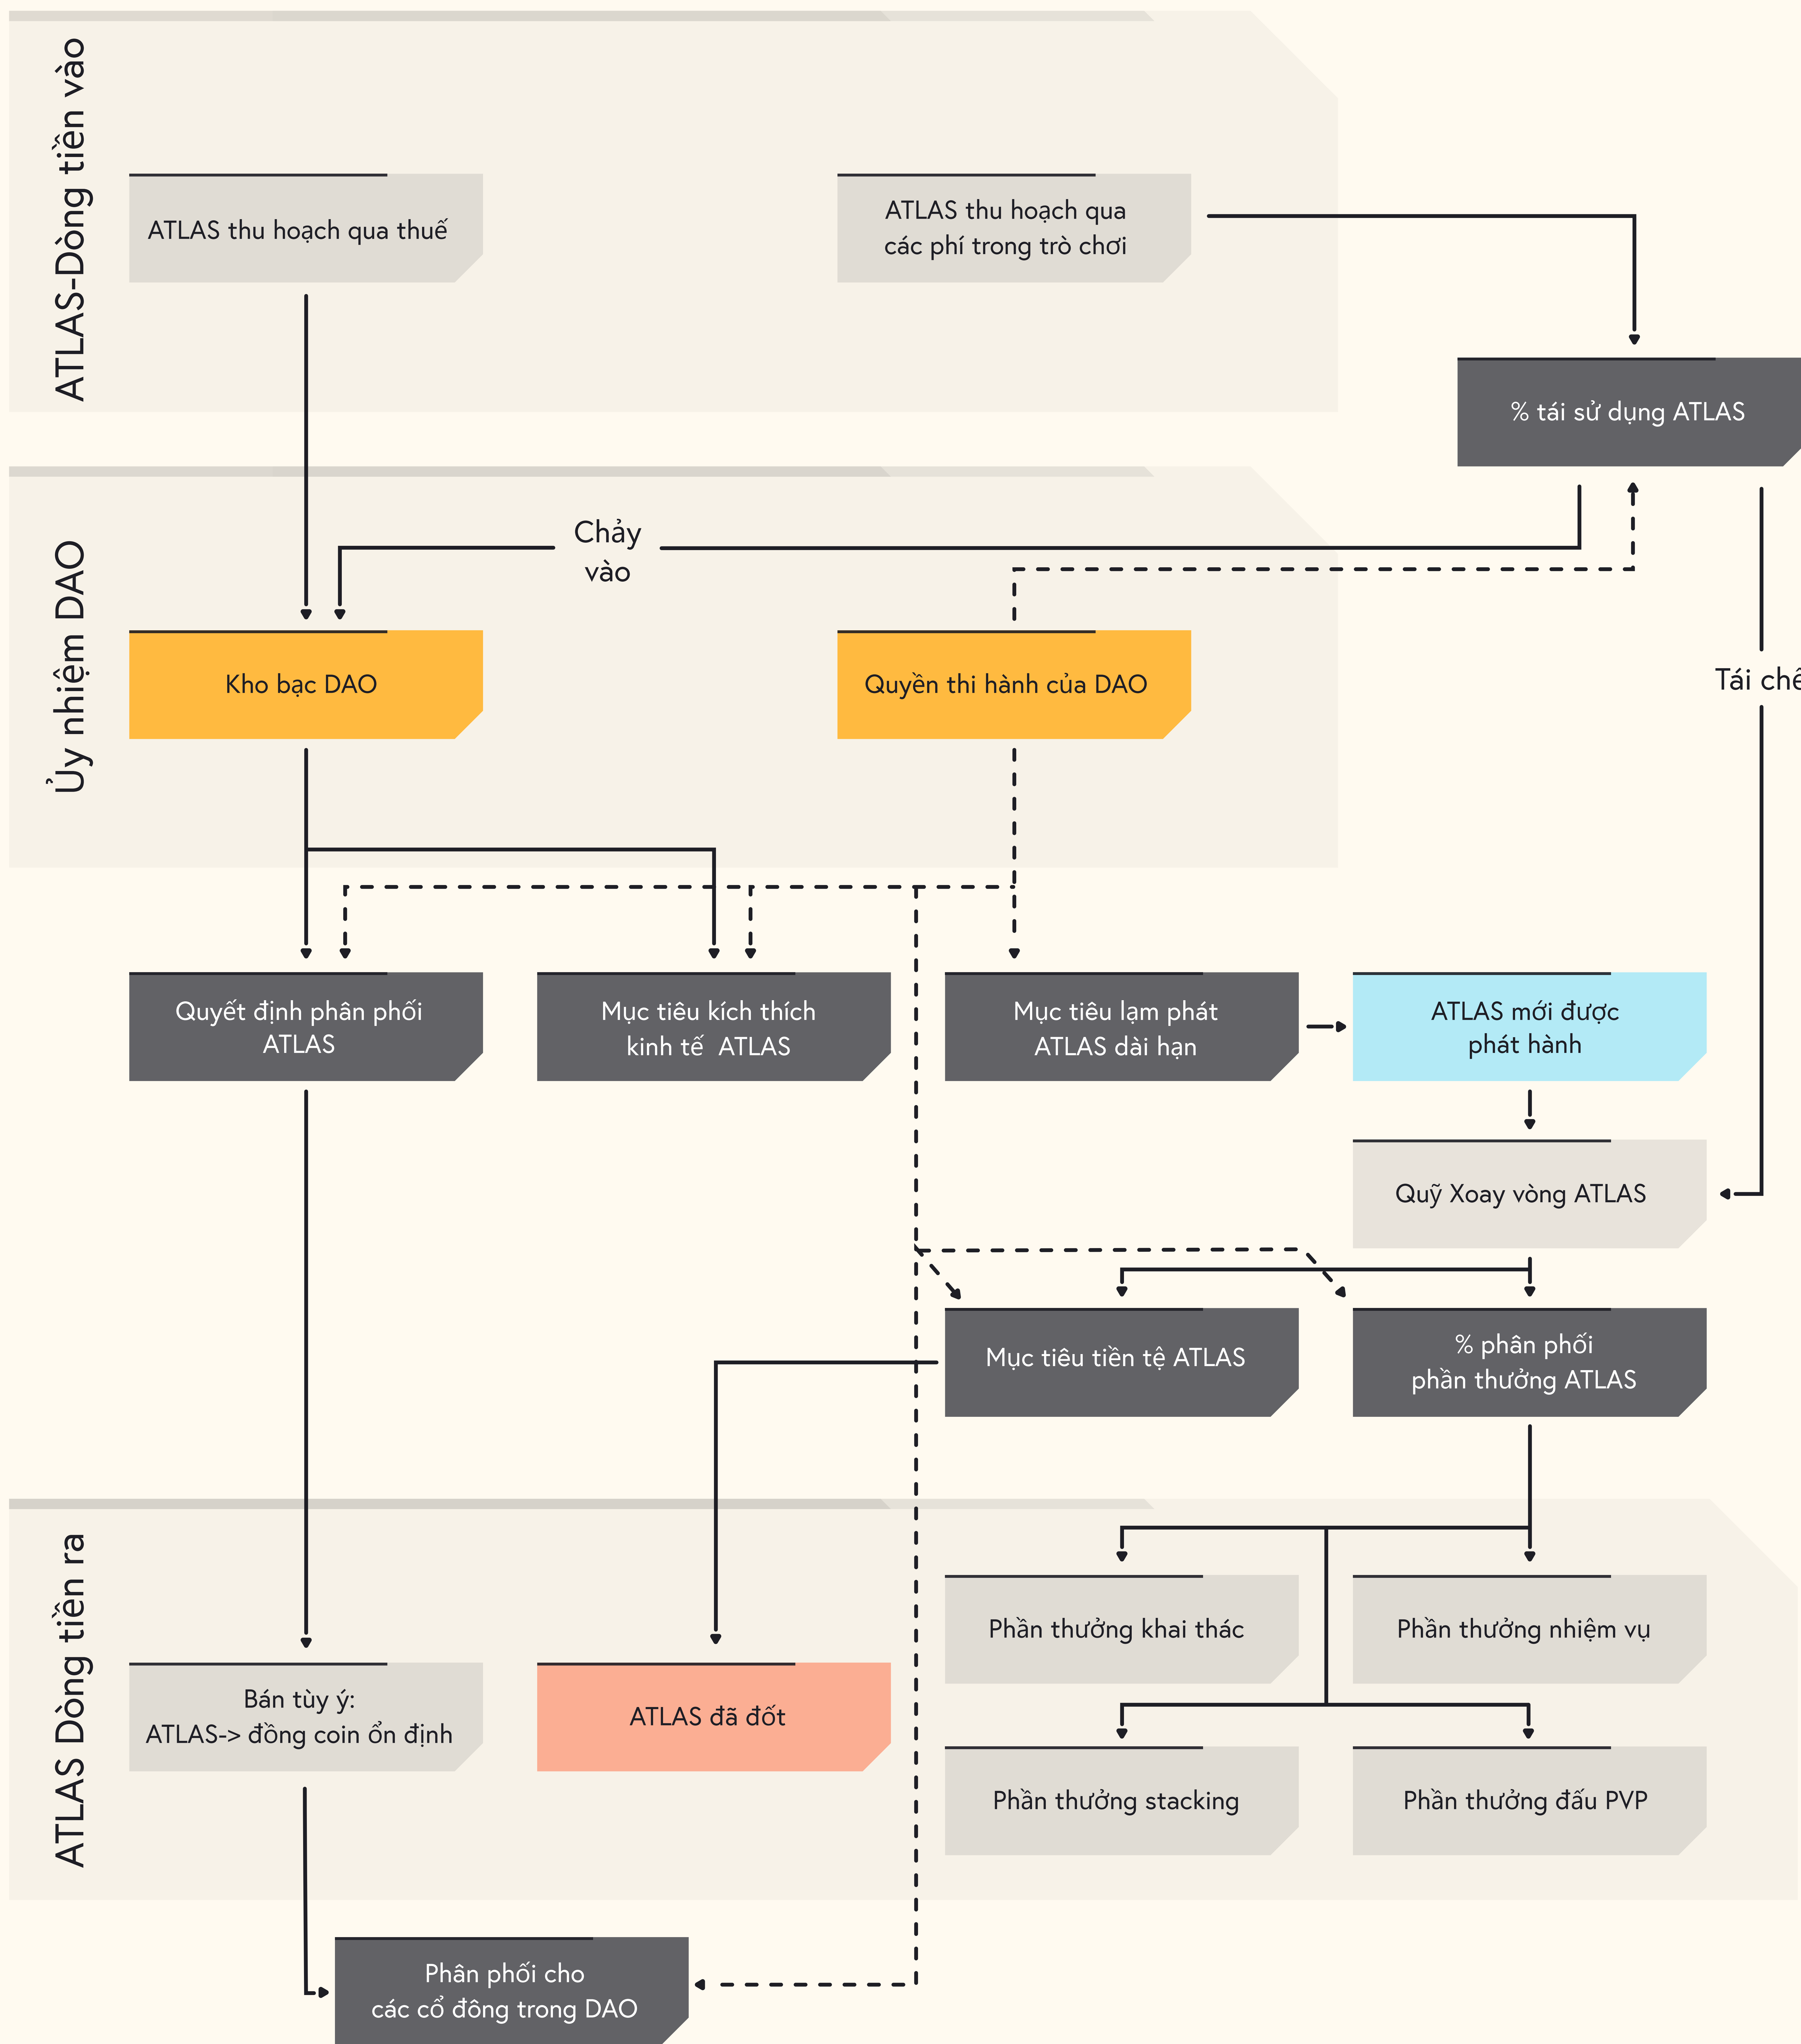 ATLAS-Dòng tiền vào
ATLAS thu hoạch qua thuế
ATLAS thu hoạch qua
các phí trong trò chơi
% tái sử dụng ATLAS
Ủy nhiệm DAO
Chảy
vào
Kho bạc DAO
Quyền thi hành của DAO
Tái chế
Quyết định phân phối
ATLAS
Mục tiêu kích thích
kinh tế  ATLAS
Mục tiêu lạm phát
ATLAS dài hạn
ATLAS mới được
phát hành
Quỹ Xoay vòng ATLAS
Mục tiêu tiền tệ ATLAS
% phân phối
phần thưởng ATLAS
ATLAS Dòng tiền ra
Phần thưởng khai thác
Phần thưởng nhiệm vụ
Bán tùy ý:
ATLAS-> đồng coin ổn định
ATLAS đã đốt
Phần thưởng stacking
Phần thưởng đấu PVP
Phân phối cho
các cổ đông trong DAO